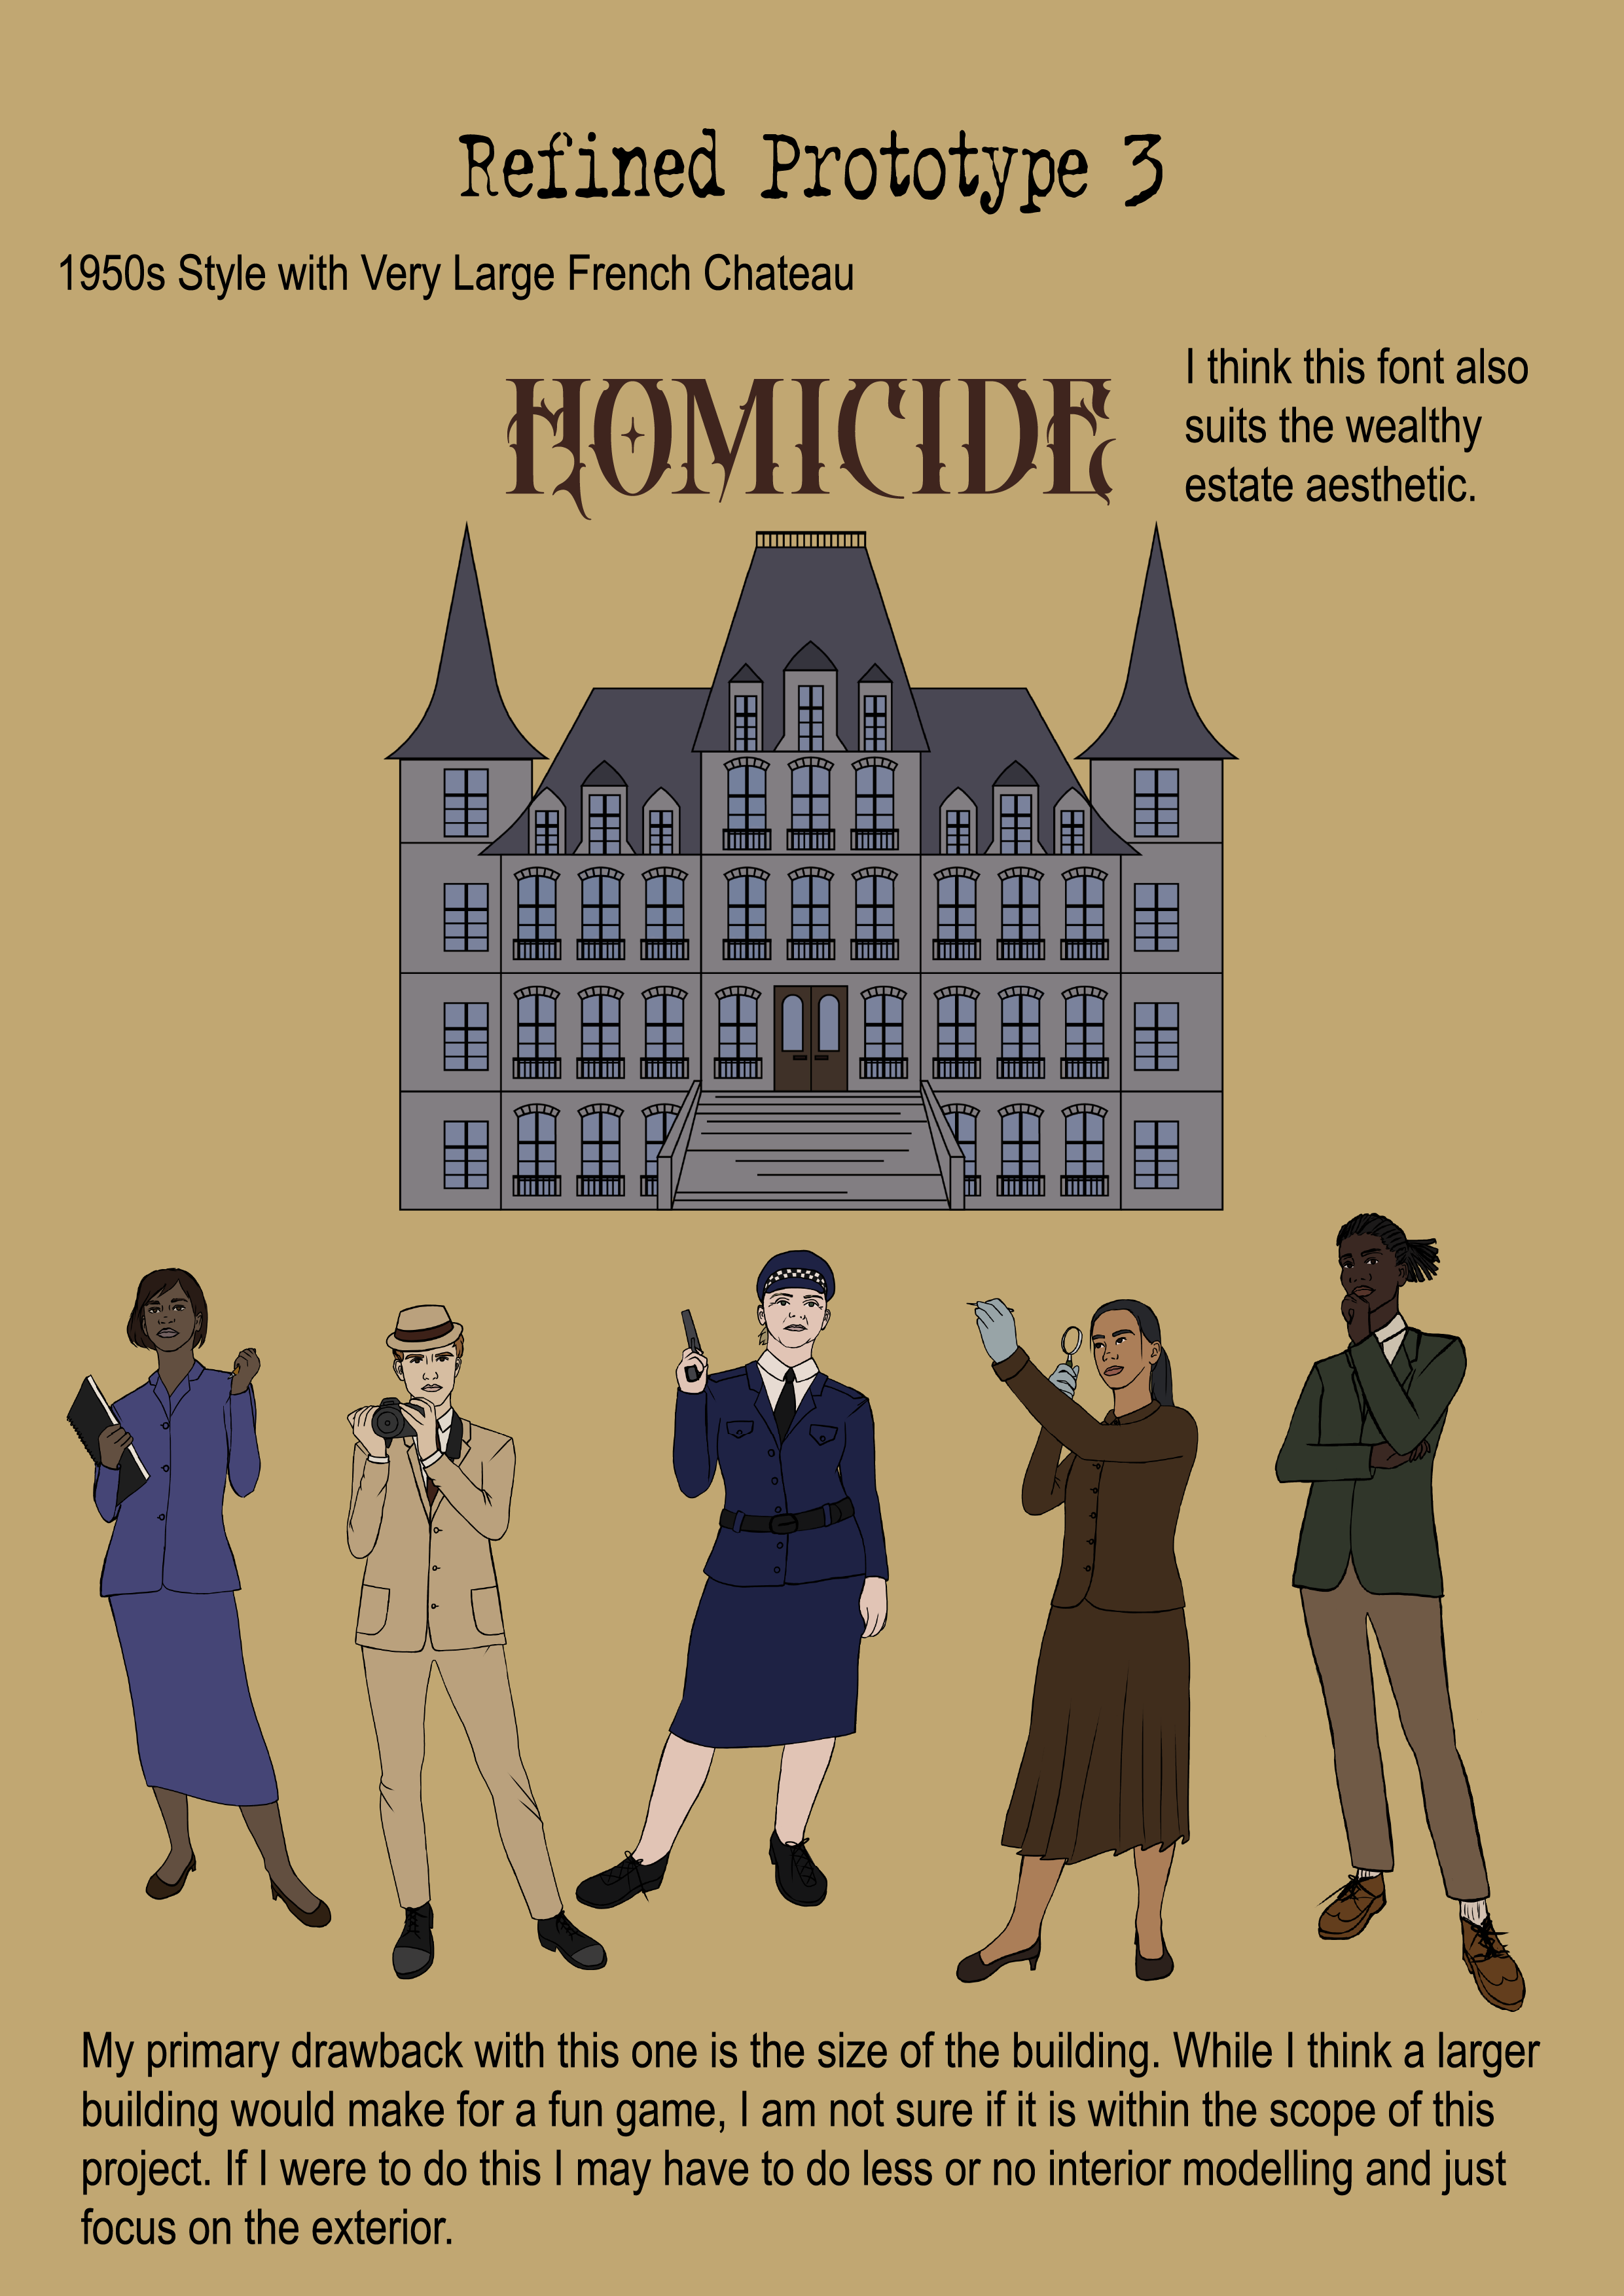 Refined Prototype 3
1950s Style with Very Large French Chateau
HOMICIDE
I think this font also
suits the wealthy
estate aesthetic.
My primary drawback with this one is the size of the building. While I think a larger
building would make for a fun game, I am not sure if it is within the scope of this
project. If I were to do this I may have to do less or no interior modelling and just
focus on the exterior.